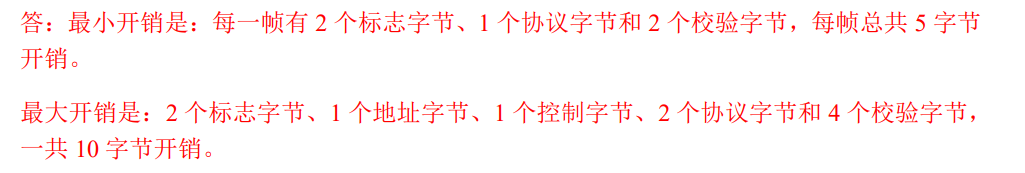 答：最小开销是：每一帧有 2 个标志字节、1 个协议字节和 2 个校验字节，每帧总共 5 字节
开销。
最大开销是：2 个标志字节、1 个地址字节、1 个控制字节、2 个协议字节和 4 个校验字节，
一共 10 字节开销。